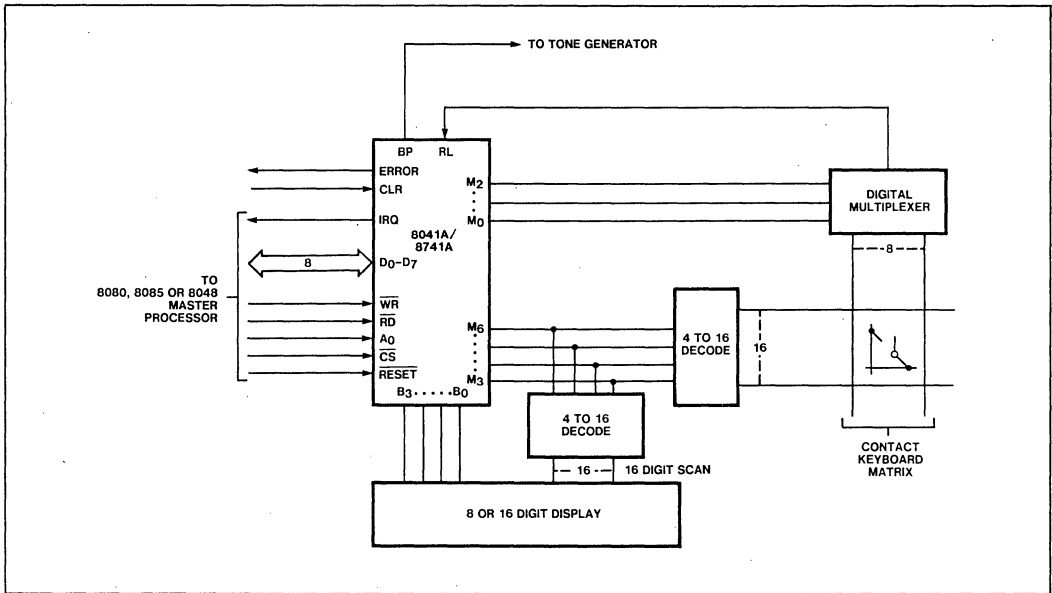 TO TONE GENERATOR
BP RL
ERROR
CLR
IRQ
8041A/
8741A
D0-D7
8
TO
8080, 8085 OR 8048
MASTER
PROCESSOR
WR
RD
A0
CS
RESET
M2
M0
M6
M3
B3 · · · · · B0
DIGITAL
MULTIPLEXER
8
4 TO 16
DECODE
16
4 TO 16
DECODE
16 16 DIGIT SCAN
CONTACT
KEYBOARD
MATRIX
8 OR 16 DIGIT DISPLAY